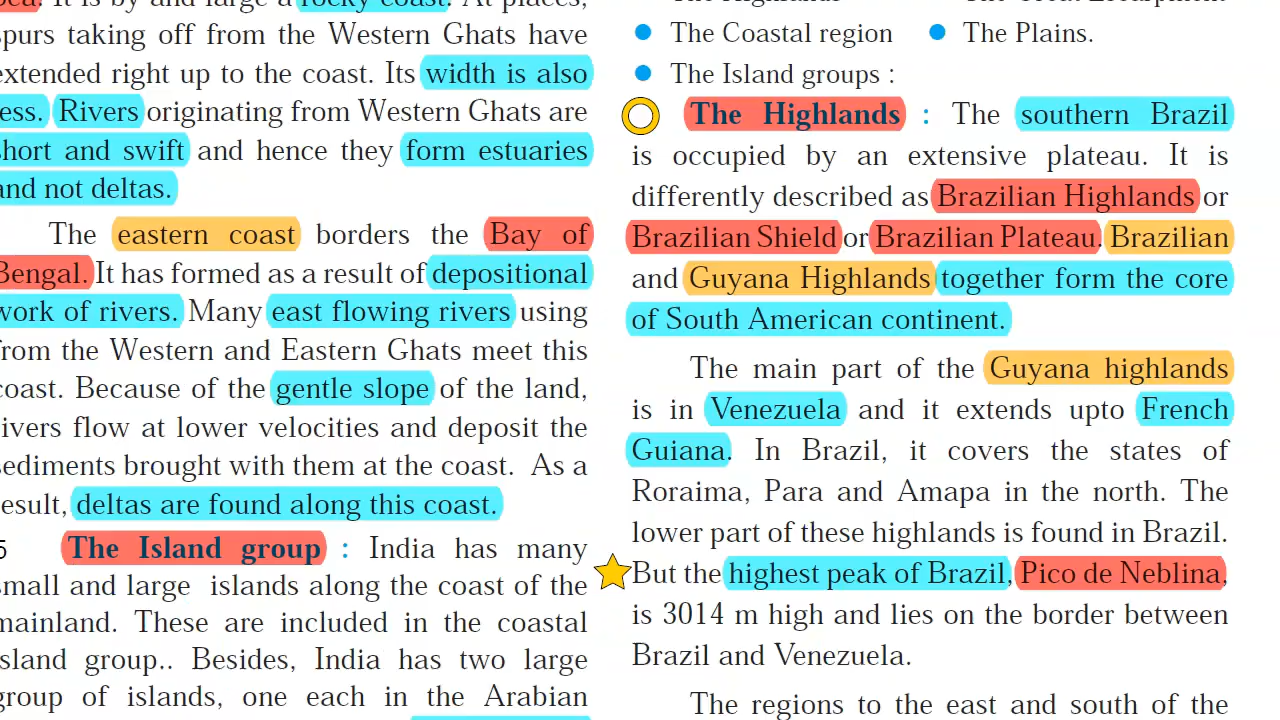 sea. It is by and large a rocky coast. At places,
spurs taking off from the Western Ghats have
extended right up to the coast. Its width is also
less. Rivers originating from Western Ghats are
short and swift and hence they form estuaries
and not deltas.
The eastern coast borders the Bay of
Bengal. It has formed as a result of depositional
work of rivers. Many east flowing rivers using
from the Western and Eastern Ghats meet this
coast. Because of the gentle slope of the land,
rivers flow at lower velocities and deposit the
sediments brought with them at the coast. As a
result, deltas are found along this coast.
5 The Island group : India has many
small and large islands along the coast of the
mainland. These are included in the coastal
island group.. Besides, India has two large
group of islands, one each in the Arabian
The Highlands The Great Escarpment
The Coastal region The Plains.
The Island groups :
The Highlands : The southern Brazil
is occupied by an extensive plateau. It is
differently described as Brazilian Highlands or
Brazilian Shield or Brazilian Plateau. Brazilian
and Guyana Highlands together form the core
of South American continent.
The main part of the Guyana highlands
is in Venezuela and it extends upto French
Guiana. In Brazil, it covers the states of
Roraima, Para and Amapa in the north. The
lower part of these highlands is found in Brazil.
But the highest peak of Brazil, Pico de Neblina,
is 3014 m high and lies on the border between
Brazil and Venezuela.
The regions to the east and south of the